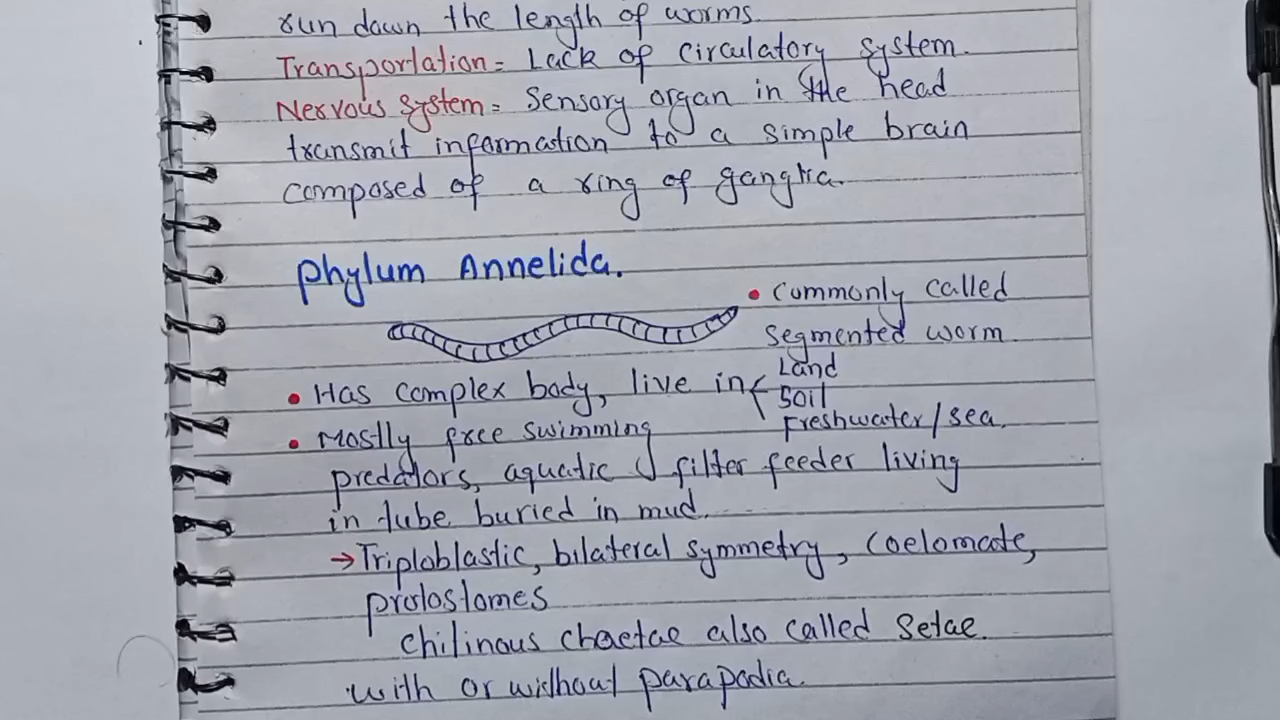 run down the length of worms.
Transportation = Lack of circulatory system.
Nervous system = Sensory organ in the head
transmit information to a simple brain
composed of a ring of ganglia.
Phylum Annelida.
• Commonly called
segmented worm.
• Has complex body, live in
Land
Soil
Freshwater/sea.
• Mostly free swimming
predators, aquatic filter feeder living
in tube buried in mud.
→ Triploblastic, bilateral symmetry, Coelomate,
protostomes
chitinous chaetae also called Setae.
with or without parapodia.